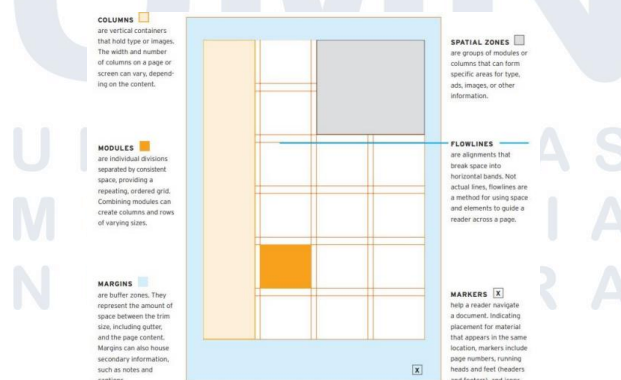 COLUMNS
are vertical containers
that hold type or images.
The width and number
of columns on a page or
screen can vary, depend-
ing on the content.
MODULES
are individual divisions
separated by consistent
space, providing a
repeating, ordered grid.
Combining modules can
create columns and rows
of varying sizes.
MARGINS
are buffer zones. They
represent the amount of
space between the trim
size, including gutter,
and the page content.
Margins can also house
secondary information,
such as notes and
captions.
SPATIAL ZONES
are groups of modules or
columns that can form
specific areas for type,
ads, images, or other
information.
FLOWLINES
are alignments that
break space into
horizontal bands. Not
actual lines, flowlines are
a method for using space
and elements to guide a
reader across a page.
MARKERS X
help a reader navigate
a document. Indicating
placement for material
that appears in the same
location, markers include
page numbers, running
heads and feet (headers
X